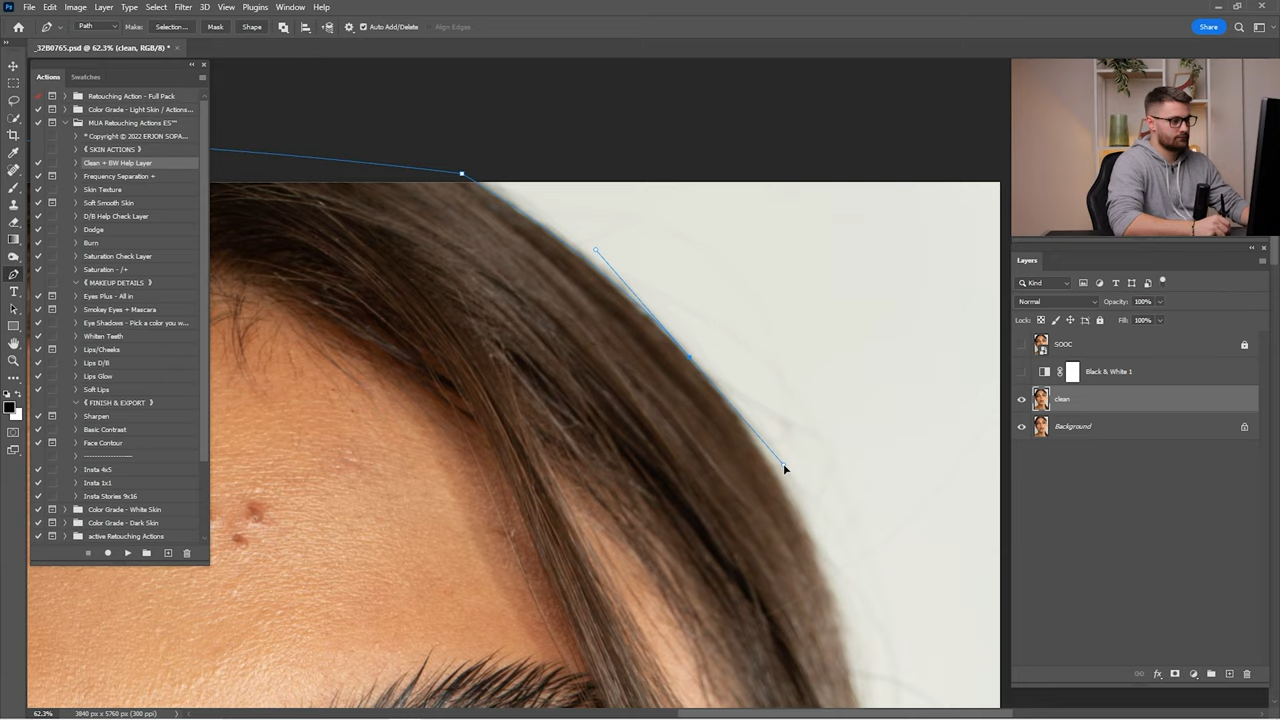 Ps File Edit Image Layer Type Select Filter 3D View Plugins Window Help
Path Make: Selection... Mask Shape Auto Add/Delete Align Edges Share
_32B0765.psd @ 62.3% (clean, RGB/8) * ×
Actions Swatches
Retouching Action - Full Pack
Color Grade - Light Skin / Actions...
MUA Retouching Actions ES™
* Copyright © 2022 ERJON SOPA...
《 SKIN ACTIONS 》
Clean + BW Help Layer
Frequency Separation +
Skin Texture
Soft Smooth Skin
D/B Help Check Layer
Dodge
Burn
Saturation Check Layer
Saturation - /+
《 MAKEUP DETAILS 》
Eyes Plus - All in
Smokey Eyes + Mascara
Eye Shadows - Pick a color you w...
Whiten Teeth
Lips/Cheeks
Lips D/B
Lips Glow
Soft Lips
《 FINISH & EXPORT 》
Sharpen
Basic Contrast
Face Contour
-------------------
Insta 4x5
Insta 1x1
Insta Stories 9x16
Color Grade - White Skin
Color Grade - Dark Skin
active Retouching Actions
Layers
Kind
Normal Opacity: 100%
Lock: Fill: 100%
SOOC
Black & White 1
clean
Background
fx
62.3% 3840 px x 5760 px (300 ppi)